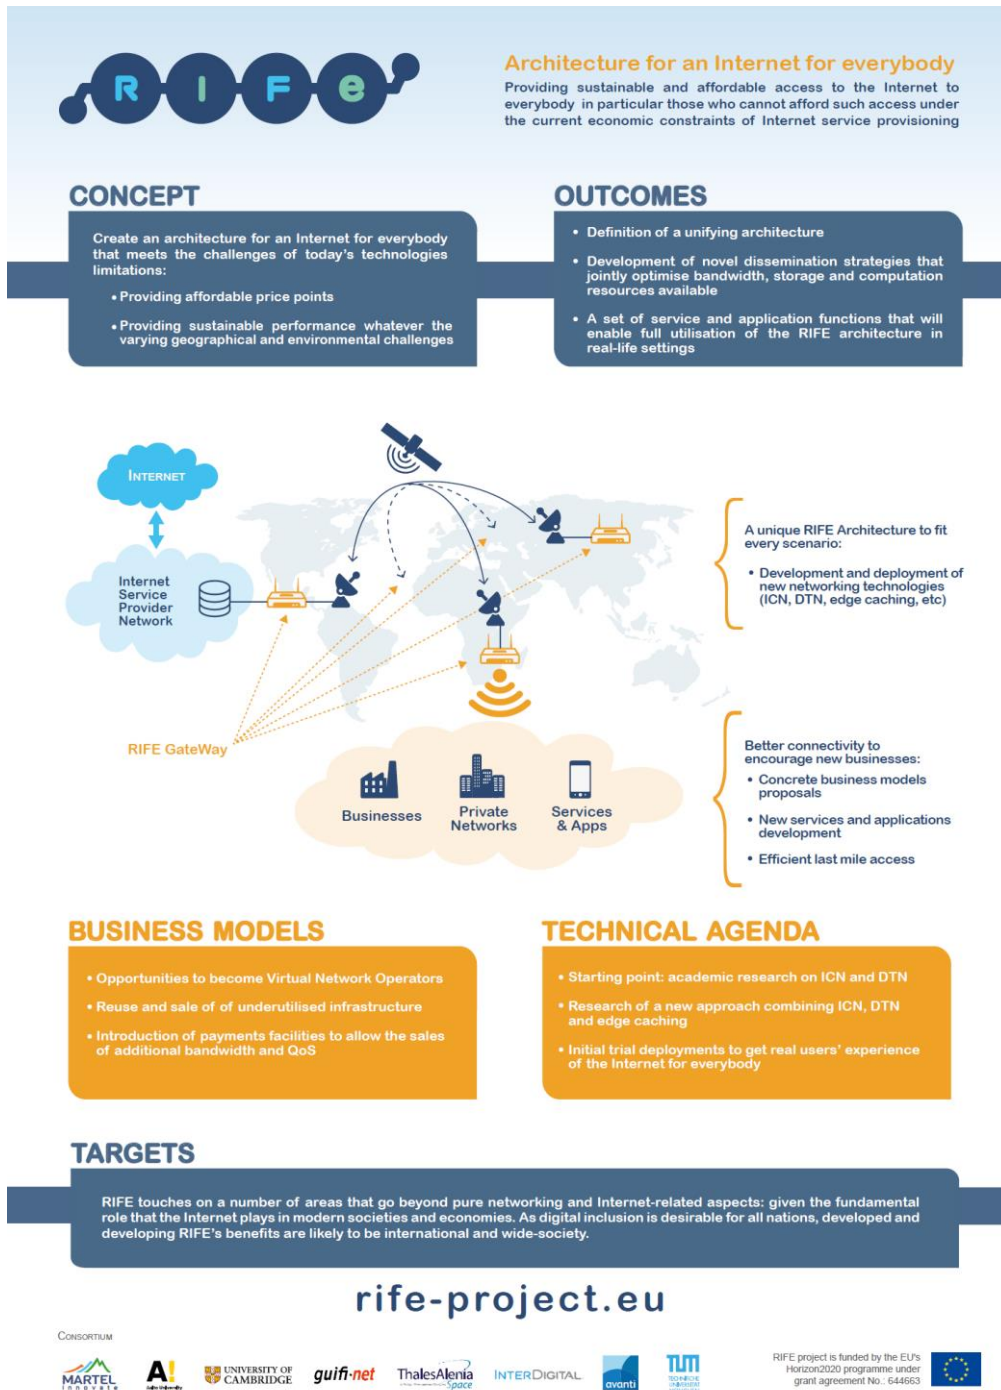 RIFe
Architecture for an Internet for everybody
Providing sustainable and affordable access to the Internet to
everybody in particular those who cannot afford such access under
the current economic constraints of Internet service provisioning
CONCEPT
Create an architecture for an Internet for everybody
that meets the challenges of today's technologies
limitations:
• Providing affordable price points
• Providing sustainable performance whatever the
varying geographical and environmental challenges
OUTCOMES
• Definition of a unifying architecture
• Development of novel dissemination strategies that
jointly optimise bandwidth, storage and computation
resources available
• A set of service and application functions that will
enable full utilisation of the RIFE architecture in
real-life settings
INTERNET
Internet
Service
Provider
Network
RIFE GateWay
Businesses
Private
Networks
Services
& Apps
A unique RIFE Architecture to fit
every scenario:
• Development and deployment of
new networking technologies
(ICN, DTN, edge caching, etc)
Better connectivity to
encourage new businesses:
• Concrete business models
proposals
• New services and applications
development
• Efficient last mile access
BUSINESS MODELS
• Opportunities to become Virtual Network Operators
• Reuse and sale of of underutilised infrastructure
• Introduction of payments facilities to allow the sales
of additional bandwidth and QoS
TECHNICAL AGENDA
• Starting point: academic research on ICN and DTN
• Research of a new approach combining ICN, DTN
and edge caching
• Initial trial deployments to get real users' experience
of the Internet for everybody
TARGETS
RIFE touches on a number of areas that go beyond pure networking and Internet-related aspects: given the fundamental
role that the Internet plays in modern societies and economies. As digital inclusion is desirable for all nations, developed and
developing RIFE's benefits are likely to be international and wide-society.
rife-project.eu
CONSORTIUM
MARTEL
Innovate
A!
Aalto University
UNIVERSITY OF
CAMBRIDGE
guifi·net
ThalesAlenia
Space
INTERDIGITAL
avanti
TUM
TECHNISCHE
UNIVERSITÄT
RIFE project is funded by the EU's
Horizon2020 programme under
grant agreement No.: 644663